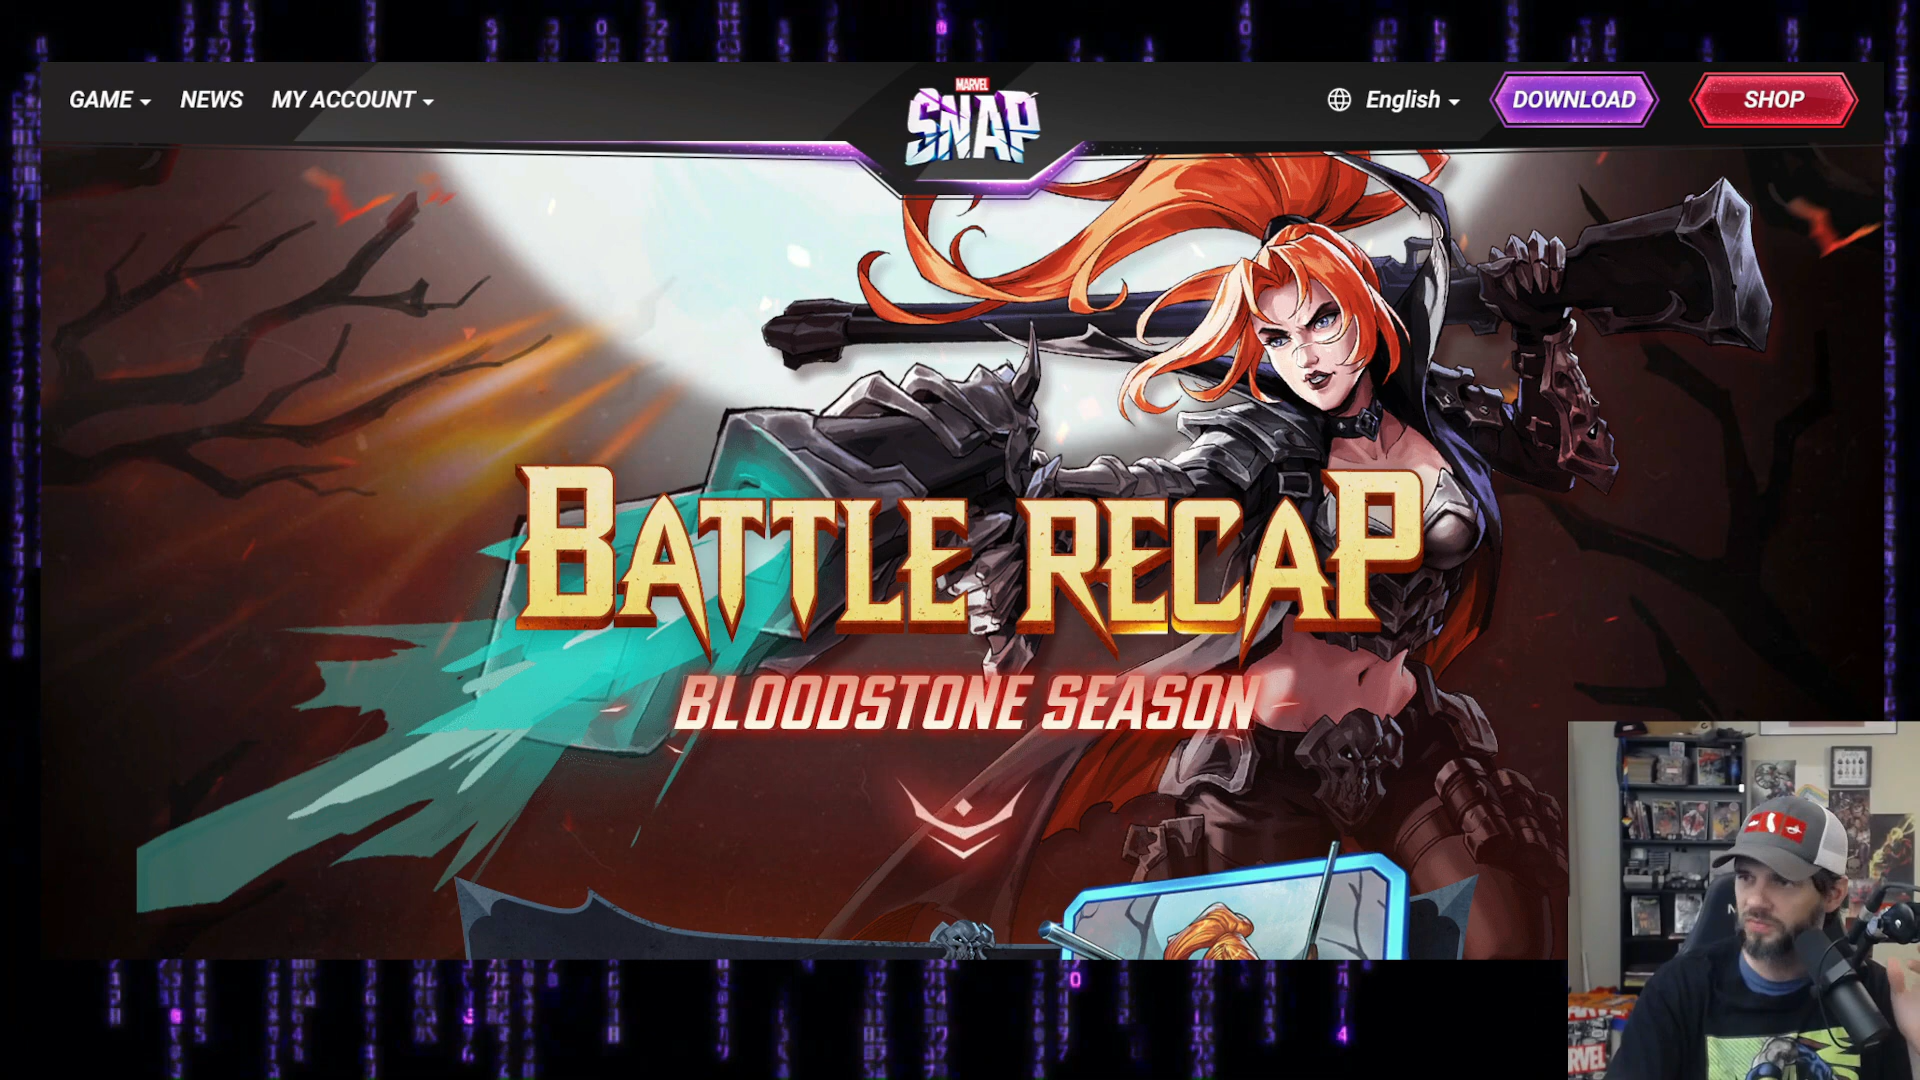 GAME NEWS MY ACCOUNT
MARVEL
SNAP
English DOWNLOAD SHOP
BATTLE RECAP
BLOODSTONE SEASON